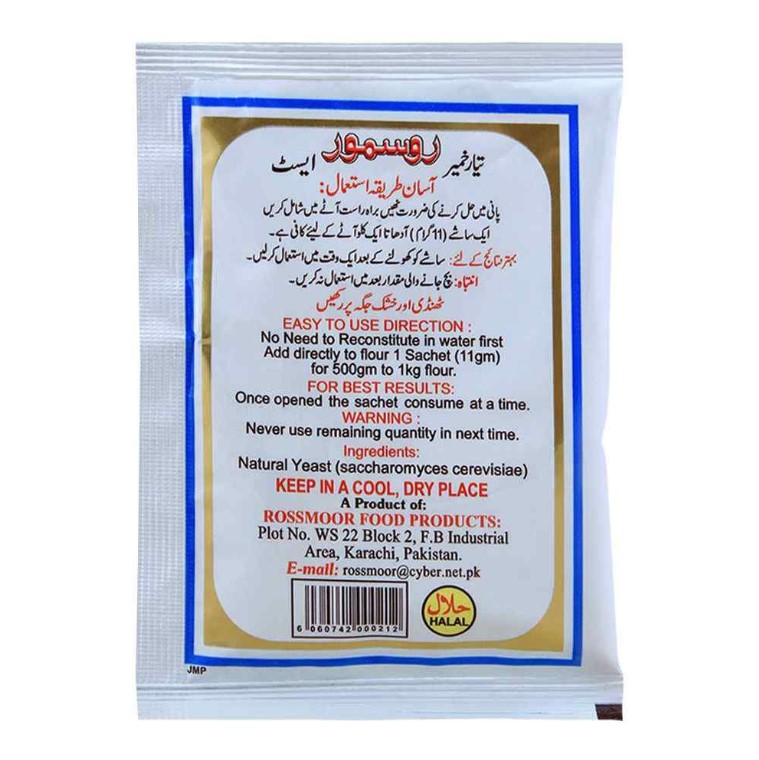 تیار خمیر روسمور ایسٹ
آسان طریقہ استعمال:
پانی میں حل کرنے کی ضرورت نھیں براہ راست آٹے میں شامل کریں
ایک ساشے (11 گرام) آدھا تا ایک کلو آٹے کے لیئے کافی ہے۔
بہتر نتائج کے لئے: ساشے کو کھولنے کے بعد ایک وقت میں استعمال کرلیں۔
انتباہ: بچ جانے والی مقدار بعد میں استعمال نہ کریں۔
ٹھنڈی اور خشک جگہ پر رکھیں
EASY TO USE DIRECTION :
No Need to Reconstitute in water first
Add directly to flour 1 Sachet (11gm)
for 500gm to 1kg flour.
FOR BEST RESULTS:
Once opened the sachet consume at a time.
WARNING :
Never use remaining quantity in next time.
Ingredients:
Natural Yeast (saccharomyces cerevisiae)
KEEP IN A COOL, DRY PLACE
A Product of:
ROSSMOOR FOOD PRODUCTS:
Plot No. WS 22 Block 2, F.B Industrial
Area, Karachi, Pakistan.
E-mail: rossmoor@cyber.net.pk
6 060742 000212
حلال
HALAL
JMP